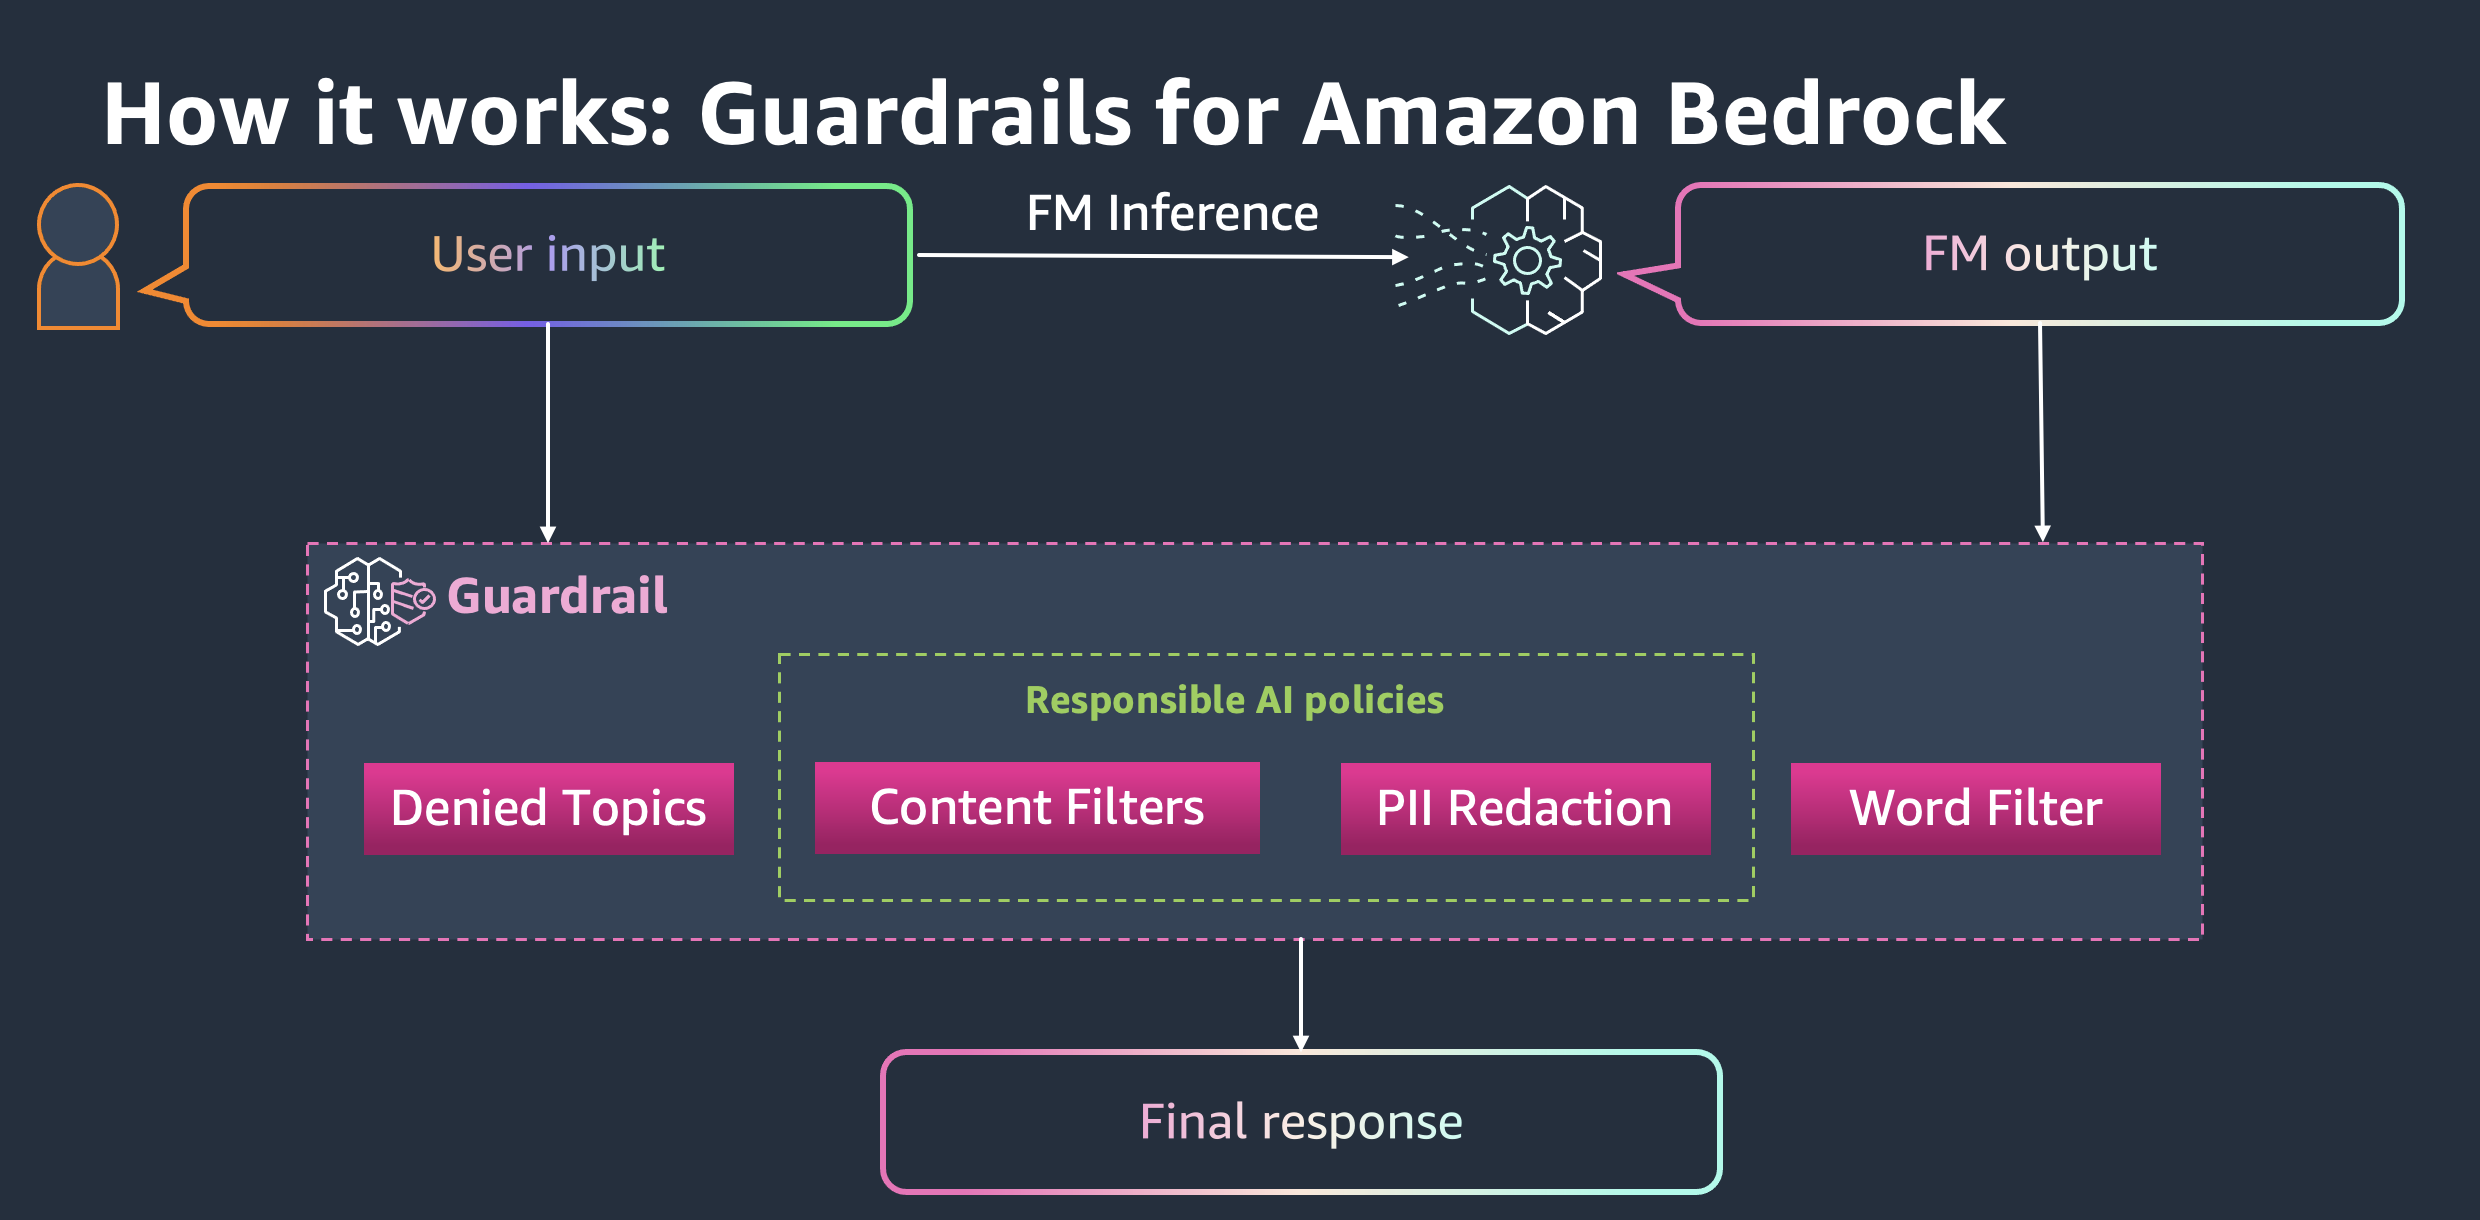 How it works: Guardrails for Amazon Bedrock
User input
FM Inference
FM output
Guardrail
Responsible AI policies
Denied Topics
Content Filters
PII Redaction
Word Filter
Final response